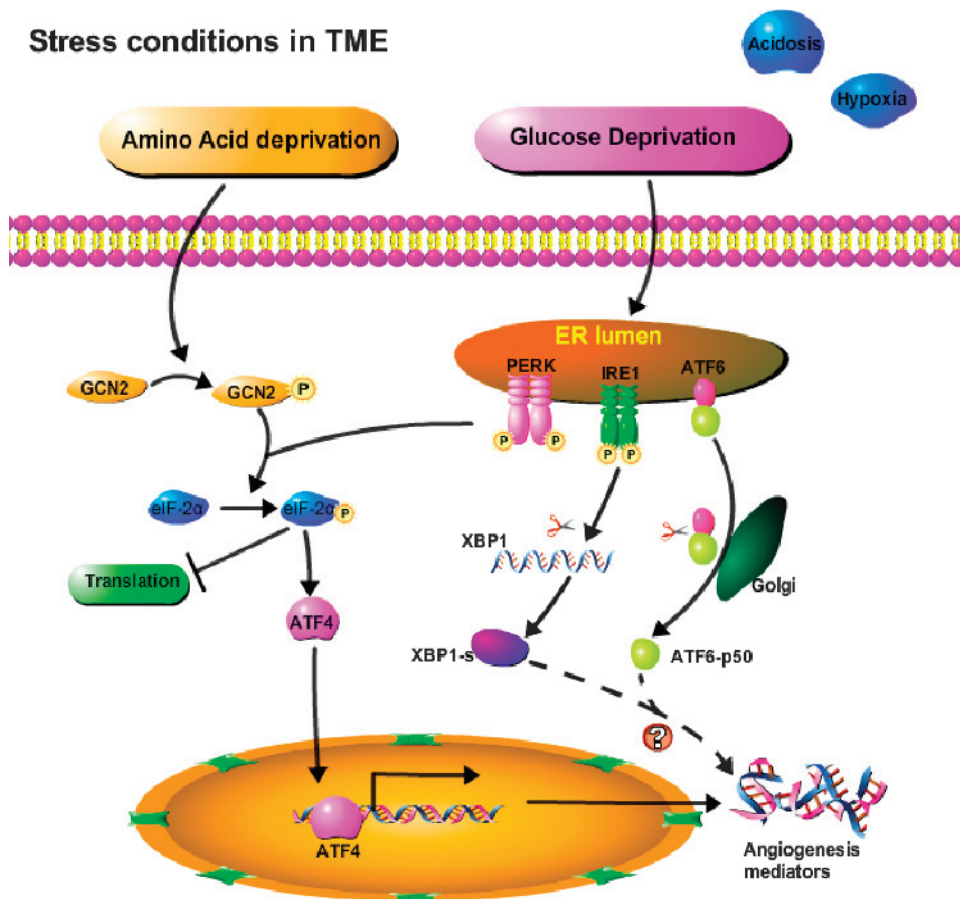 Stress conditions in TME
Acidosis
Hypoxia
Amino Acid deprivation
Glucose Deprivation
ER lumen
PERK
IRE1
ATF6
GCN2
GCN2
P
P
P
P
P
eIF-2α
eIF-2α
P
XBP1
Golgi
Translation
ATF4
XBP1-s
ATF6-p50
?
ATF4
Angiogenesis
mediators